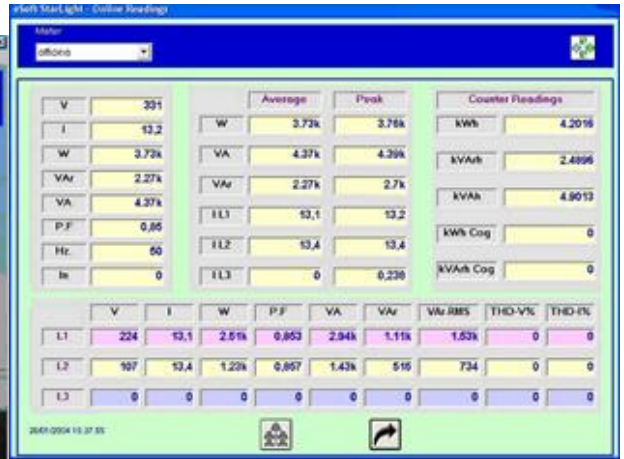 eSoft StarLight - Online Readings
Meter
officina
V 331
I 13,2
W 3.73k
VAr 2.27k
VA 4.37k
P.F 0,85
Hz. 50
In 0
Average Peak
W 3.73k 3.76k
VA 4.37k 4.39k
VAr 2.27k 2.7k
I L1 13,1 13,2
I L2 13,4 13,4
I L3 0 0,238
Counter Readings
kWh 4.2016
kVArh 2.4896
kVAh 4.9013
kWh Cog 0
kVArh Cog 0
V I W P.F VA VAr VAr RMS THD-V% THD-I%
L1 224 13,1 2.51k 0,853 2.94k 1.11k 1.53k 0 0
L2 107 13,4 1.23k 0,857 1.43k 515 734 0 0
L3 0 0 0 0 0 0 0 0 0